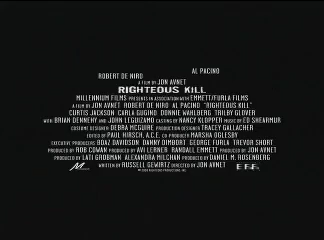 AL PACINO
ROBERT DE NIRO
A FILM BY JON AVNET
RIGHTEOUS KILL
MILLENNIUM FILMS PRESENTS IN ASSOCIATION WITH EMMETT/FURLA FILMS
A FILM BY JON AVNET ROBERT DE NIRO AL PACINO "RIGHTEOUS KILL"
CURTIS JACKSON CARLA GUGINO DONNIE WAHLBERG TRILBY GLOVER
WITH BRIAN DENNEHY AND JOHN LEGUIZAMO CASTING BY NANCY KLOPPER MUSIC BY ED SHEARMUR
COSTUME DESIGNER DEBRA MCGUIRE PRODUCTION DESIGNER TRACEY GALLACHER
EDITED BY PAUL HIRSCH, A.C.E. CO-PRODUCER MARSHA OGLESBY
EXECUTIVE PRODUCERS BOAZ DAVIDSON DANNY DIMBORT GEORGE FURLA TREVOR SHORT
PRODUCED BY ROB COWAN PRODUCED BY AVI LERNER RANDALL EMMETT PRODUCED BY JON AVNET
PRODUCED BY LATI GROBMAN ALEXANDRA MILCHAN PRODUCED BY DANIEL M. ROSENBERG
WRITTEN BY RUSSELL GEWIRTZ DIRECTED BY JON AVNET